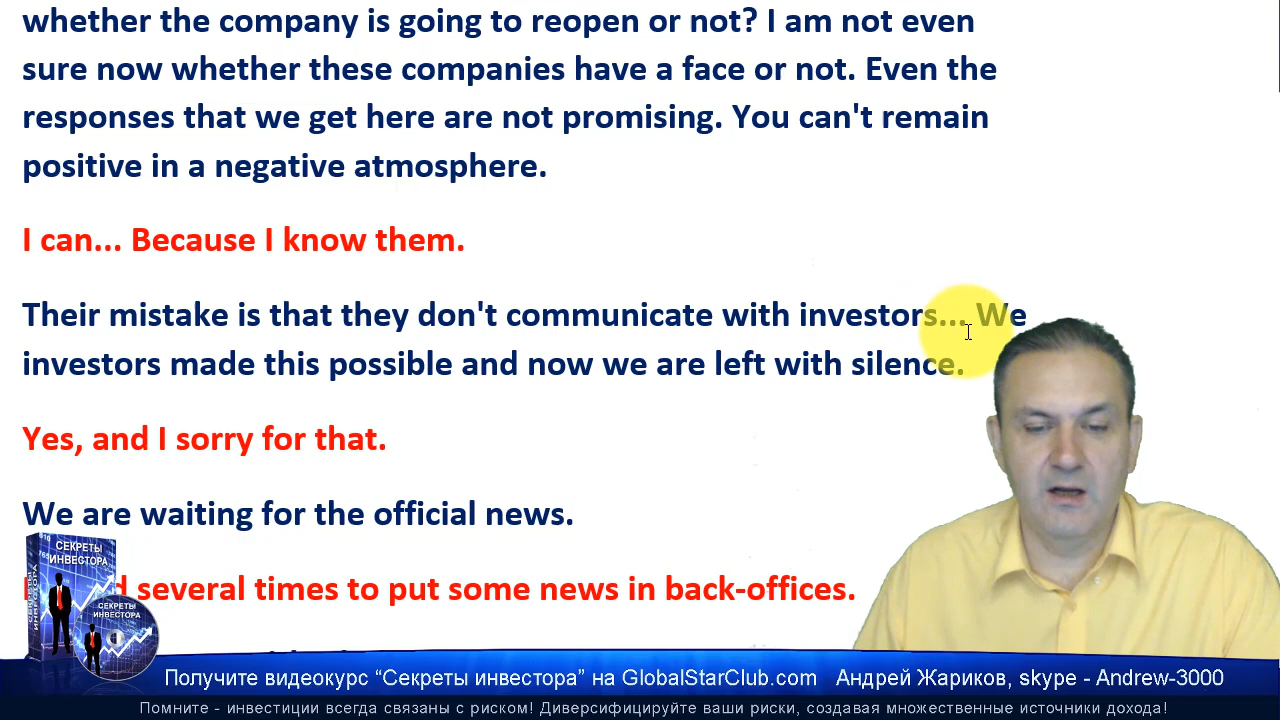 whether the company is going to reopen or not? I am not even
sure now whether these companies have a face or not. Even the
responses that we get here are not promising. You can't remain
positive in a negative atmosphere.
I can... Because I know them.
Their mistake is that they don't communicate with investors... We
investors made this possible and now we are left with silence.
Yes, and I sorry for that.
We are waiting for the official news.
several times to put some news in back-offices.
СЕКРЕТЫ
ИНВЕСТОРА
СЕКРЕТЫ
ИНВЕСТОРА
СЕКРЕТЫ
ИНВЕСТОРА
Получите видеокурс “Секреты инвестора” на GlobalStarClub.com Андрей Жариков, skype - Andrew-3000
Помните - инвестиции всегда связаны с риском! Диверсифицируйте ваши риски, создавая множественные источники дохода!